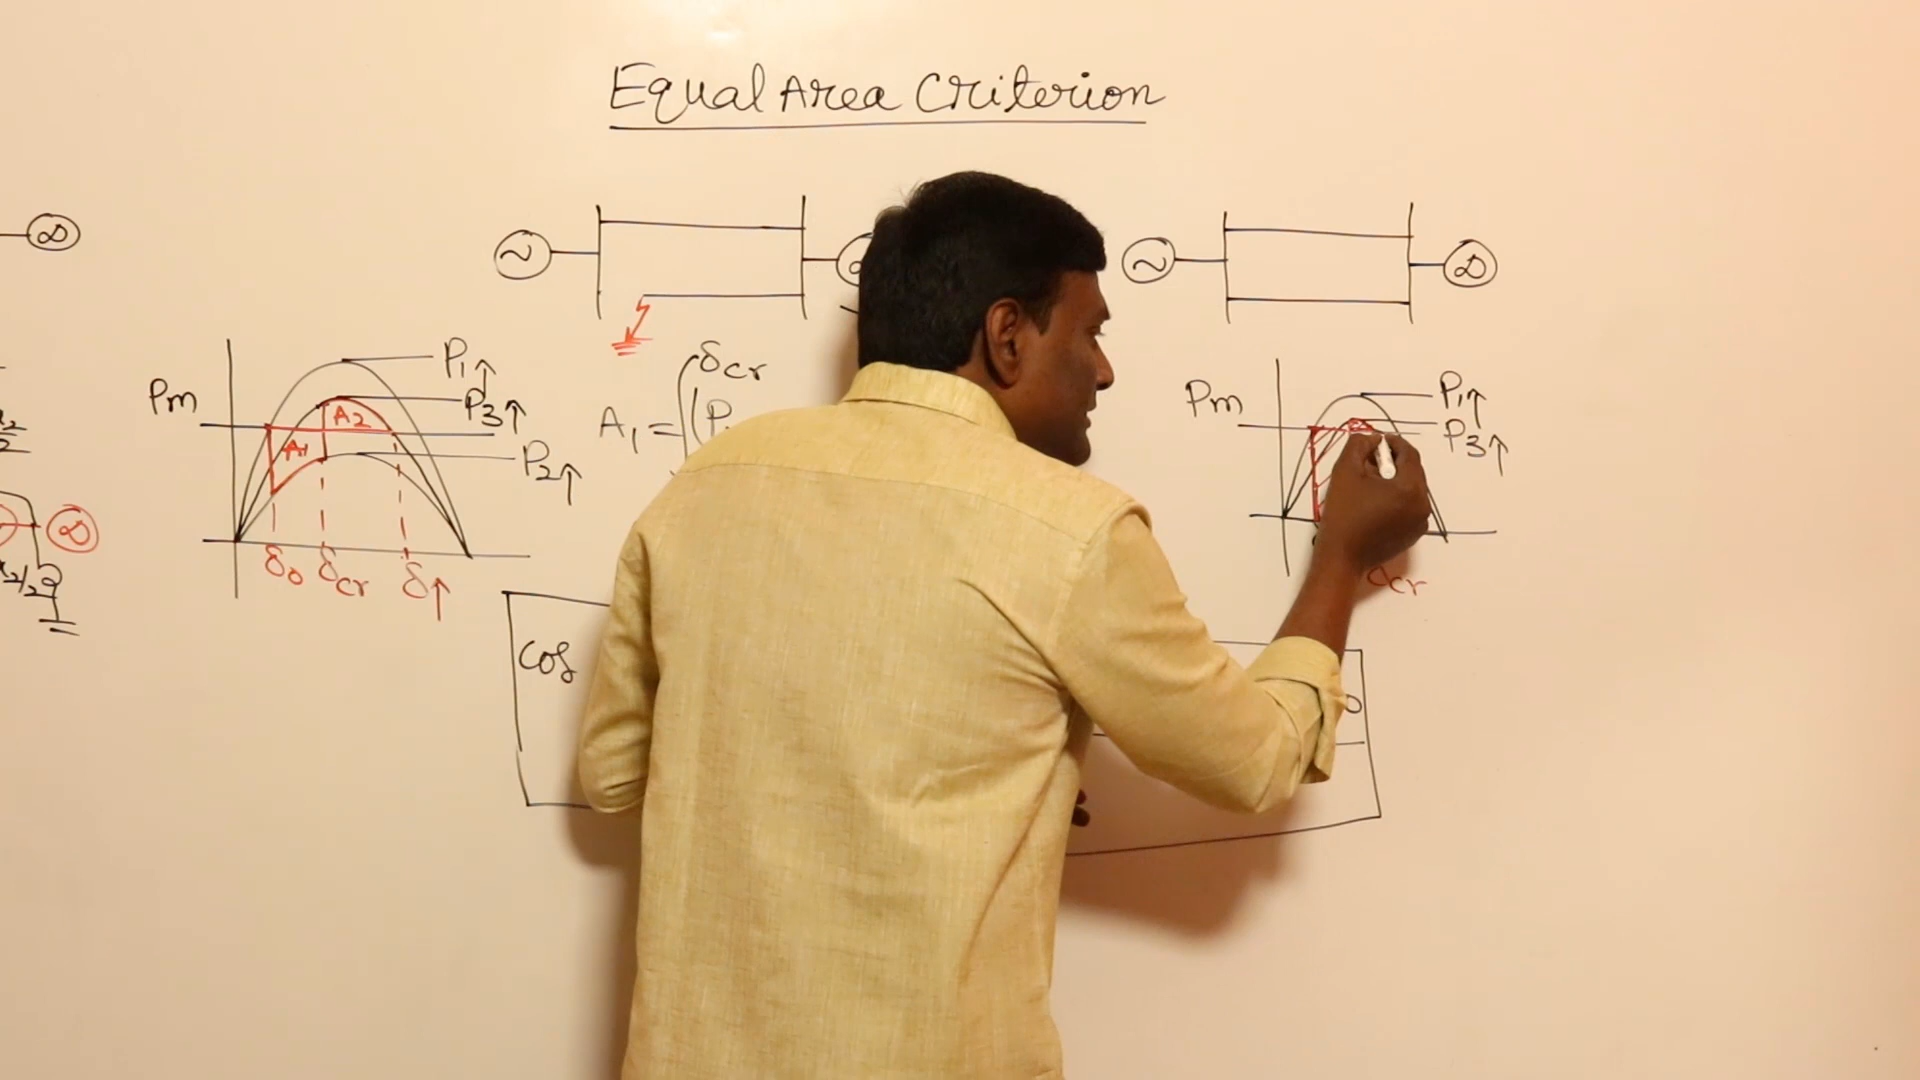 Equal Area Criterion
Pm
P1↑
P3↑
P2↑
A1
A2
δ0 δcr δ↑
δcr
A1 =
Pm
P1↑
P3↑
δcr
Cos